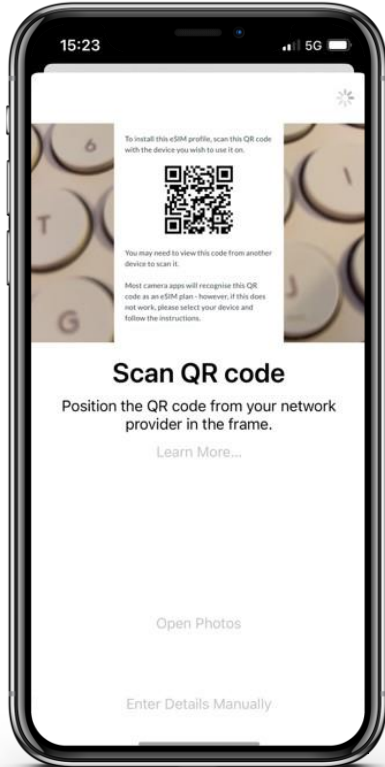 15:23
5G
To install this eSIM profile, scan this QR code
with the device you wish to use it on.
You may need to view this code from another
device to scan it.
Most camera apps will recognise this QR
code as an eSIM plan - however, if this does
not work, please select your device and
follow the instructions.
6
T
G
J
Scan QR code
Position the QR code from your network
provider in the frame.
Learn More...
Open Photos
Enter Details Manually